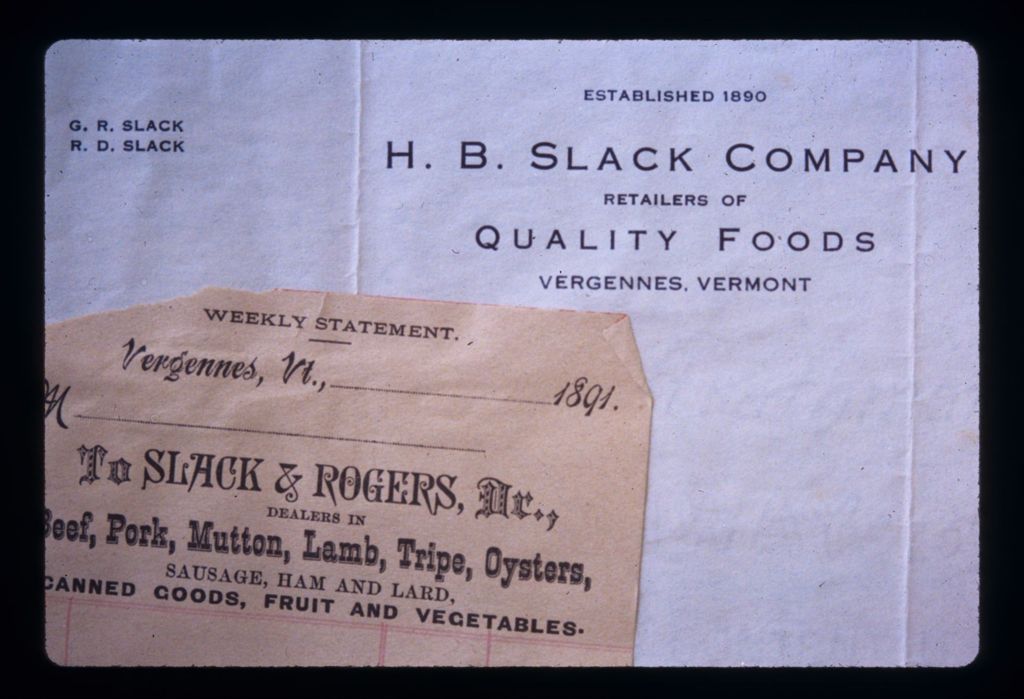 G. R. SLACK
R. D. SLACK
ESTABLISHED 1890
H. B. SLACK COMPANY
RETAILERS OF
QUALITY FOODS
VERGENNES, VERMONT
WEEKLY STATEMENT.
Vergennes, Vt., 1891.
M
To SLACK & ROGERS, Dr.,
DEALERS IN
Beef, Pork, Mutton, Lamb, Tripe, Oysters,
SAUSAGE, HAM AND LARD,
CANNED GOODS, FRUIT AND VEGETABLES.